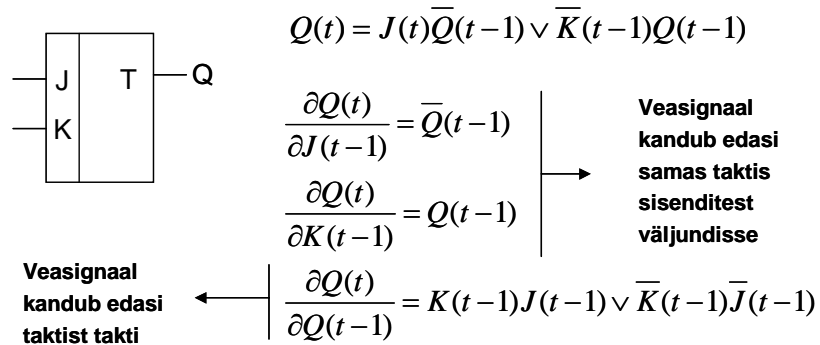 Q(t) = J(t)Q̅(t−1) ∨ K̅(t−1)Q(t−1)
J T Q
K
∂Q(t)/∂J(t−1) = Q̅(t−1)
∂Q(t)/∂K(t−1) = Q(t−1)
Veasignaal
kandub edasi
samas taktis
sisenditest
väljundisse
Veasignaal
kandub edasi
taktist takti
∂Q(t)/∂Q(t−1) = K(t−1)J(t−1) ∨ K̅(t−1)J̅(t−1)